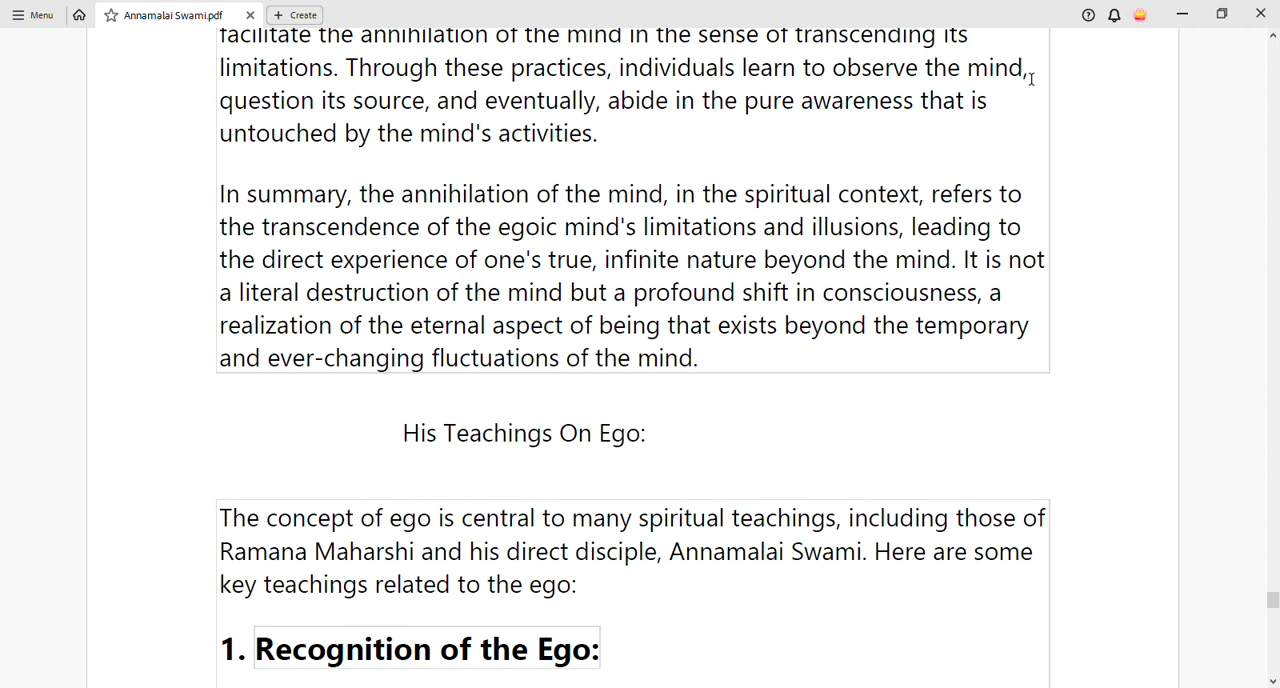 Menu
Annamalai Swami.pdf
Create
facilitate the annihilation of the mind in the sense of transcending its
limitations. Through these practices, individuals learn to observe the mind,
question its source, and eventually, abide in the pure awareness that is
untouched by the mind's activities.
In summary, the annihilation of the mind, in the spiritual context, refers to
the transcendence of the egoic mind's limitations and illusions, leading to
the direct experience of one's true, infinite nature beyond the mind. It is not
a literal destruction of the mind but a profound shift in consciousness, a
realization of the eternal aspect of being that exists beyond the temporary
and ever-changing fluctuations of the mind.
His Teachings On Ego:
The concept of ego is central to many spiritual teachings, including those of
Ramana Maharshi and his direct disciple, Annamalai Swami. Here are some
key teachings related to the ego:
1. Recognition of the Ego: